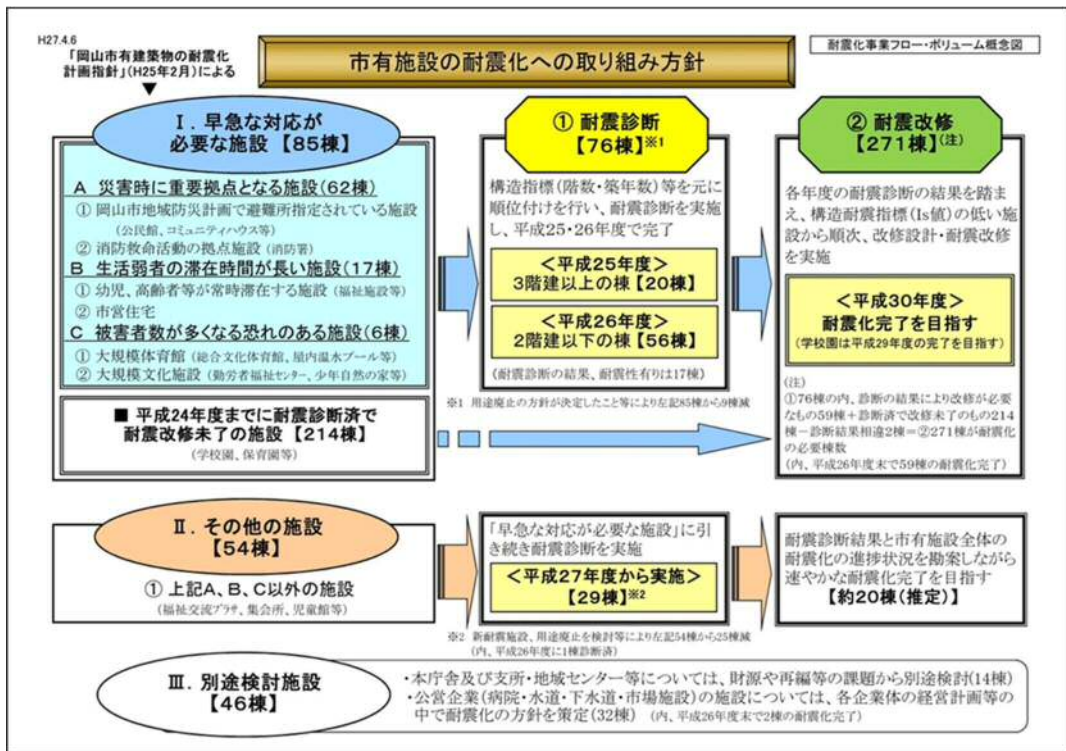 H27.4.6
「岡山市有建築物の耐震化
計画指針」(H25年2月)による
▼
市有施設の耐震化への取り組み方針
耐震化事業フロー・ボリューム概念図
Ⅰ．早急な対応が
必要な施設 【85棟】
A 災害時に重要拠点となる施設(62棟)
① 岡山市地域防災計画で避難所指定されている施設
(公民館、コミュニティハウス等)
② 消防救命活動の拠点施設 (消防署)
B 生活弱者の滞在時間が長い施設(17棟)
① 幼児、高齢者等が常時滞在する施設 (福祉施設等)
② 市営住宅
C 被害者数が多くなる恐れのある施設(6棟)
① 大規模体育館 (総合文化体育館、屋内温水プール等)
② 大規模文化施設 (勤労者福祉センター、少年自然の家等)
■ 平成24年度までに耐震診断済で
耐震改修未了の施設 【214棟】
(学校園、保育園等)
① 耐震診断
【76棟】※1
構造指標(階数・築年数)等を元に
順位付けを行い、耐震診断を実施
し、平成25・26年度で完了
＜平成25年度＞
3階建以上の棟 【20棟】
＜平成26年度＞
2階建以下の棟 【56棟】
(耐震診断の結果、耐震性有りは17棟)
※1 用途廃止の方針が決定したこと等により左記85棟から9棟減
② 耐震改修
【271棟】(注)
各年度の耐震診断の結果を踏ま
え、構造耐震指標(Is値)の低い施
設から順次、改修設計・耐震改修
を実施
＜平成30年度＞
耐震化完了を目指す
(学校園は平成29年度の完了を目指す)
(注)
①76棟の内、診断の結果により改修が必要
なもの59棟＋診断済で改修未了のもの214
棟－診断結果相違2棟＝②271棟が耐震化
の必要棟数
(内、平成26年度末で59棟の耐震化完了)
Ⅱ．その他の施設
【54棟】
① 上記A、B、C以外の施設
(福祉交流プラザ、集会所、児童館等)
「早急な対応が必要な施設」に引
き続き耐震診断を実施
＜平成27年度から実施＞
【29棟】※2
※2 新耐震施設、用途廃止を検討等により左記54棟から25棟減
(内、平成26年度に1棟診断済)
耐震診断結果と市有施設全体の
耐震化の進捗状況を勘案しながら
速やかな耐震化完了を目指す
【約20棟(推定)】
Ⅲ．別途検討施設
【46棟】
・本庁舎及び支所・地域センター等については、財源や再編等の課題から別途検討(14棟)
・公営企業(病院・水道・下水道・市場施設)の施設については、各企業体の経営計画等の
中で耐震化の方針を策定(32棟) (内、平成26年度末で2棟の耐震化完了)